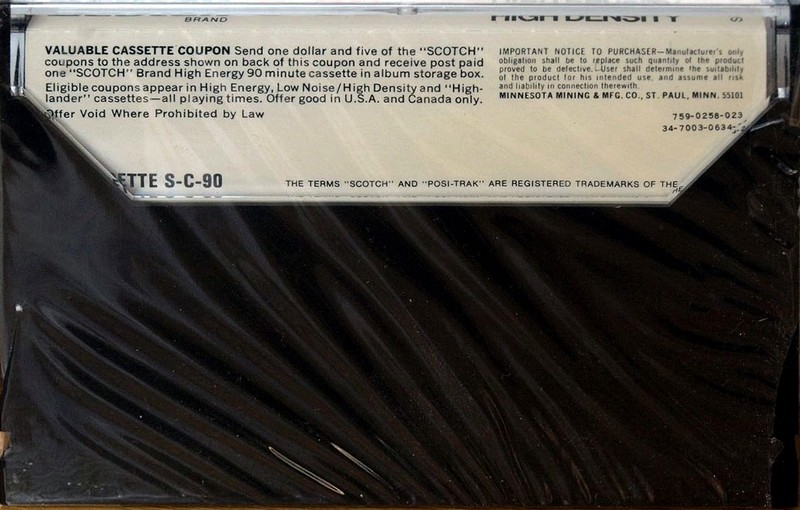 BRAND
HIGH DENSITY
VALUABLE CASSETTE COUPON Send one dollar and five of the "SCOTCH"
coupons to the address shown on back of this coupon and receive post paid
one "SCOTCH" Brand High Energy 90 minute cassette in album storage box.
Eligible coupons appear in High Energy, Low Noise/High Density and "High-
lander" cassettes—all playing times. Offer good in U.S.A. and Canada only.
Offer Void Where Prohibited by Law
IMPORTANT NOTICE TO PURCHASER—Manufacturer's only
obligation shall be to replace such quantity of the product
proved to be defective. User shall determine the suitability
of the product for his intended use, and assume all risk
and liability in connection therewith.
MINNESOTA MINING & MFG. CO., ST. PAUL, MINN. 55101
759-0258-023
34-7003-0634-
ETTE S-C-90
THE TERMS "SCOTCH" AND "POSI-TRAK" ARE REGISTERED TRADEMARKS OF THE